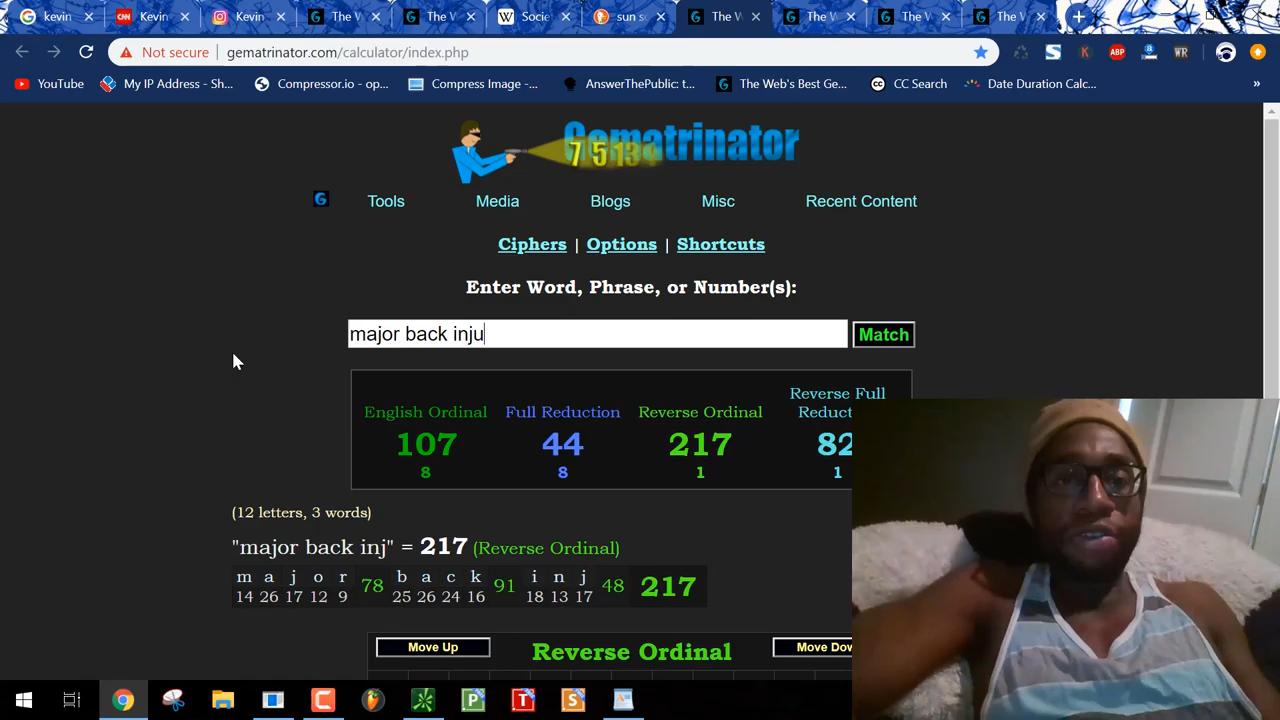 kevin
Kevin
Kevin
The V
The V
Socie
sun s
The V
The V
The V
The V
Not secure
gematrinator.com/calculator/index.php
ABP
WR
YouTube
My IP Address - Sh...
Compressor.io - op...
Compress Image -...
AnswerThePublic: t...
The Web's Best Ge...
CC Search
Date Duration Calc...
»
Gematrinator
Tools
Media
Blogs
Misc
Recent Content
Ciphers | Options | Shortcuts
Enter Word, Phrase, or Number(s):
major back inju
Match
English Ordinal
107
8
Full Reduction
44
8
Reverse Ordinal
217
1
Reverse Full
Reduct
82
1
(12 letters, 3 words)
"major back inj" = 217 (Reverse Ordinal)
m a j o r 78 b a c k 91 i n j 48 217
14 26 17 12 9 25 26 24 16 18 13 17
Move Up
Reverse Ordinal
Move Dow